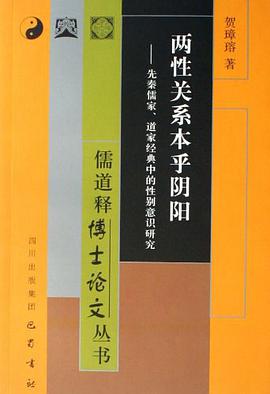 贺璋瑢 著
两性关系本乎阴阳
——先秦儒家、道家经典中的性别意识研究
儒道释博士论文丛书
四川出版集团
巴蜀书社